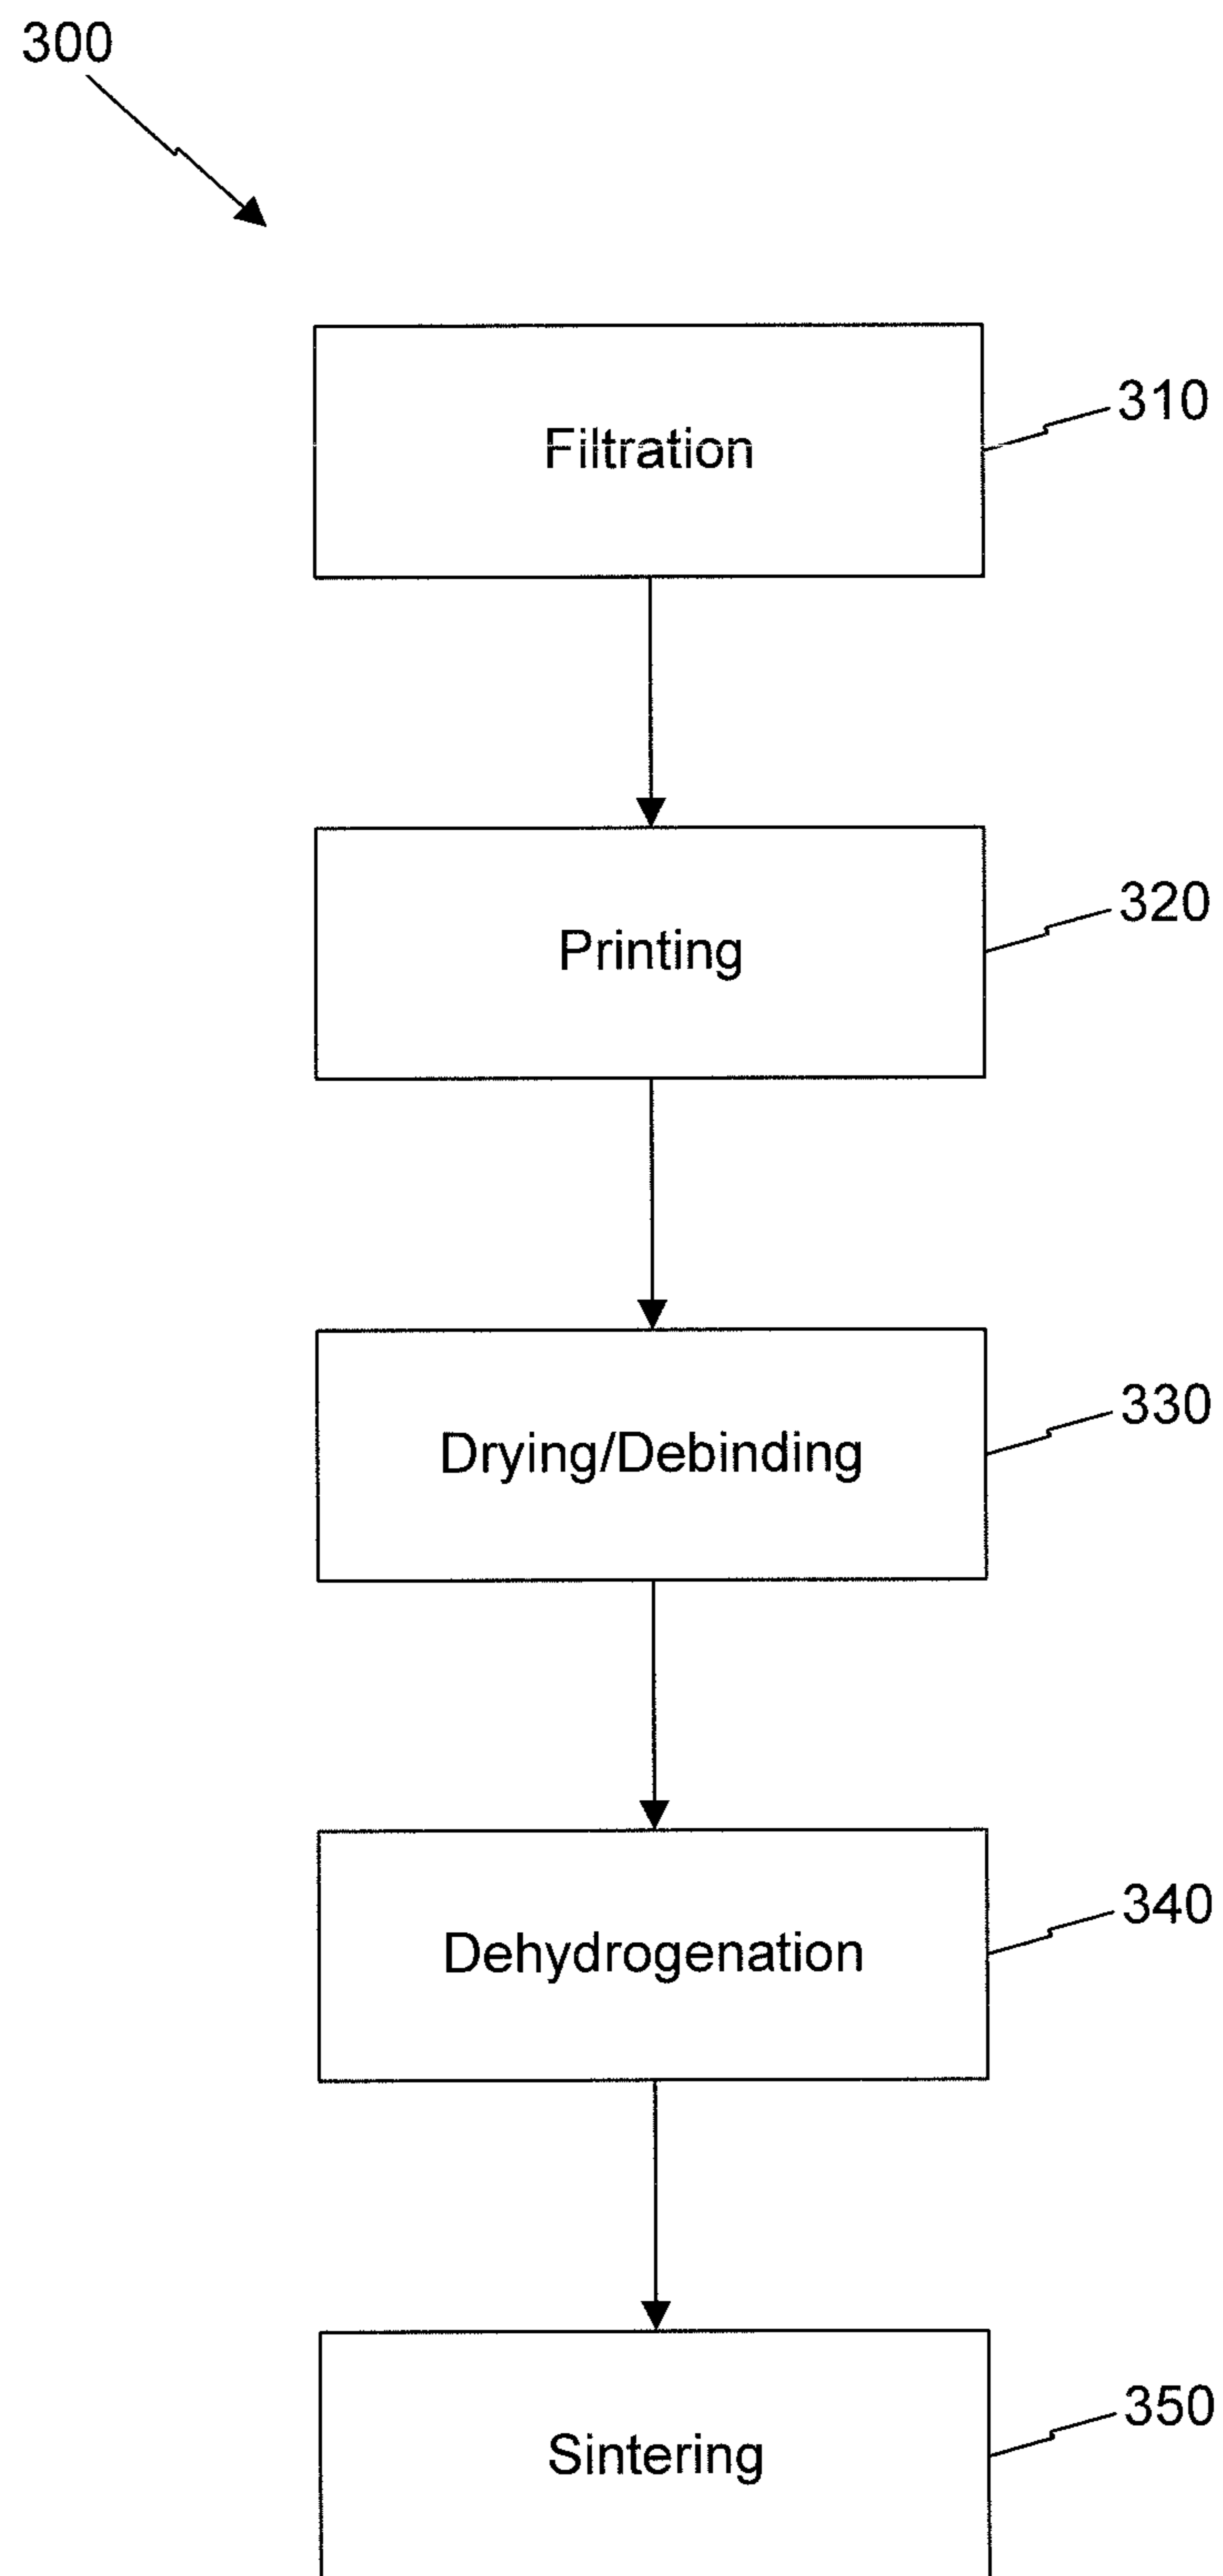 300
Filtration
310
Printing
320
Drying/Debinding
330
Dehydrogenation
340
Sintering
350